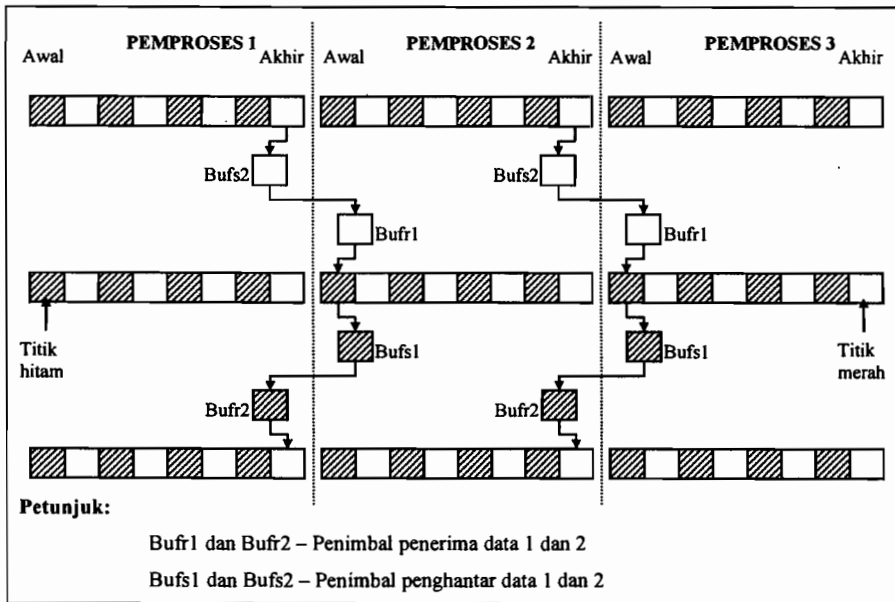 PEMPROSES 1
PEMPROSES 2
PEMPROSES 3
Awal
Akhir
Awal
Akhir
Awal
Akhir
Bufs2
Bufs2
Bufr1
Bufr1
Titik
hitam
Bufs1
Bufs1
Titik
merah
Bufr2
Bufr2
Petunjuk:
Bufr1 dan Bufr2 – Penimbal penerima data 1 dan 2
Bufs1 dan Bufs2 – Penimbal penghantar data 1 dan 2